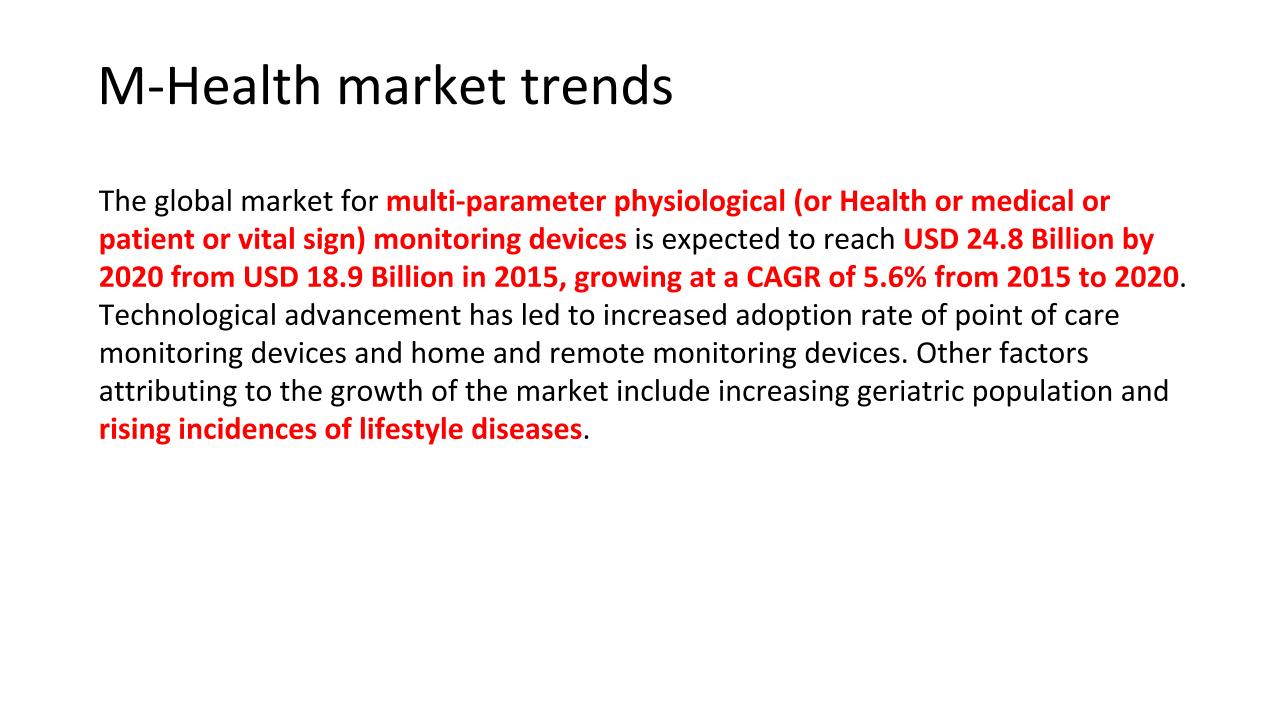 M-Health market trends
The global market for multi-parameter physiological (or Health or medical or
patient or vital sign) monitoring devices is expected to reach USD 24.8 Billion by
2020 from USD 18.9 Billion in 2015, growing at a CAGR of 5.6% from 2015 to 2020.
Technological advancement has led to increased adoption rate of point of care
monitoring devices and home and remote monitoring devices. Other factors
attributing to the growth of the market include increasing geriatric population and
rising incidences of lifestyle diseases.